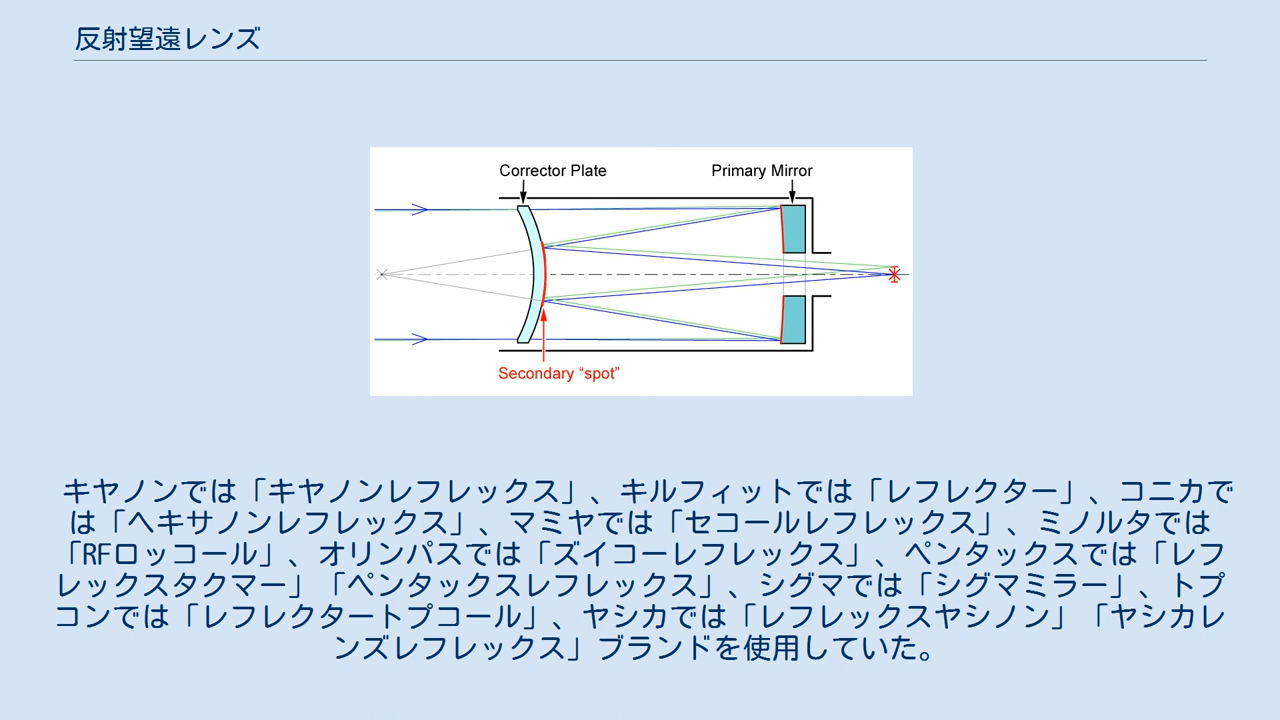 反射望遠レンズ
Corrector Plate
Primary Mirror
Secondary “spot”
キヤノンでは「キヤノンレフレックス」、キルフィットでは「レフレクター」、コニカで
は「ヘキサノンレフレックス」、マミヤでは「セコールレフレックス」、ミノルタでは
「RFロッコール」、オリンパスでは「ズイコーレフレックス」、ペンタックスでは「レフ
レックスタクマー」「ペンタックスレフレックス」、シグマでは「シグマミラー」、トプ
コンでは「レフレクタートプコール」、ヤシカでは「レフレックスヤシノン」「ヤシカレ
ンズレフレックス」ブランドを使用していた。